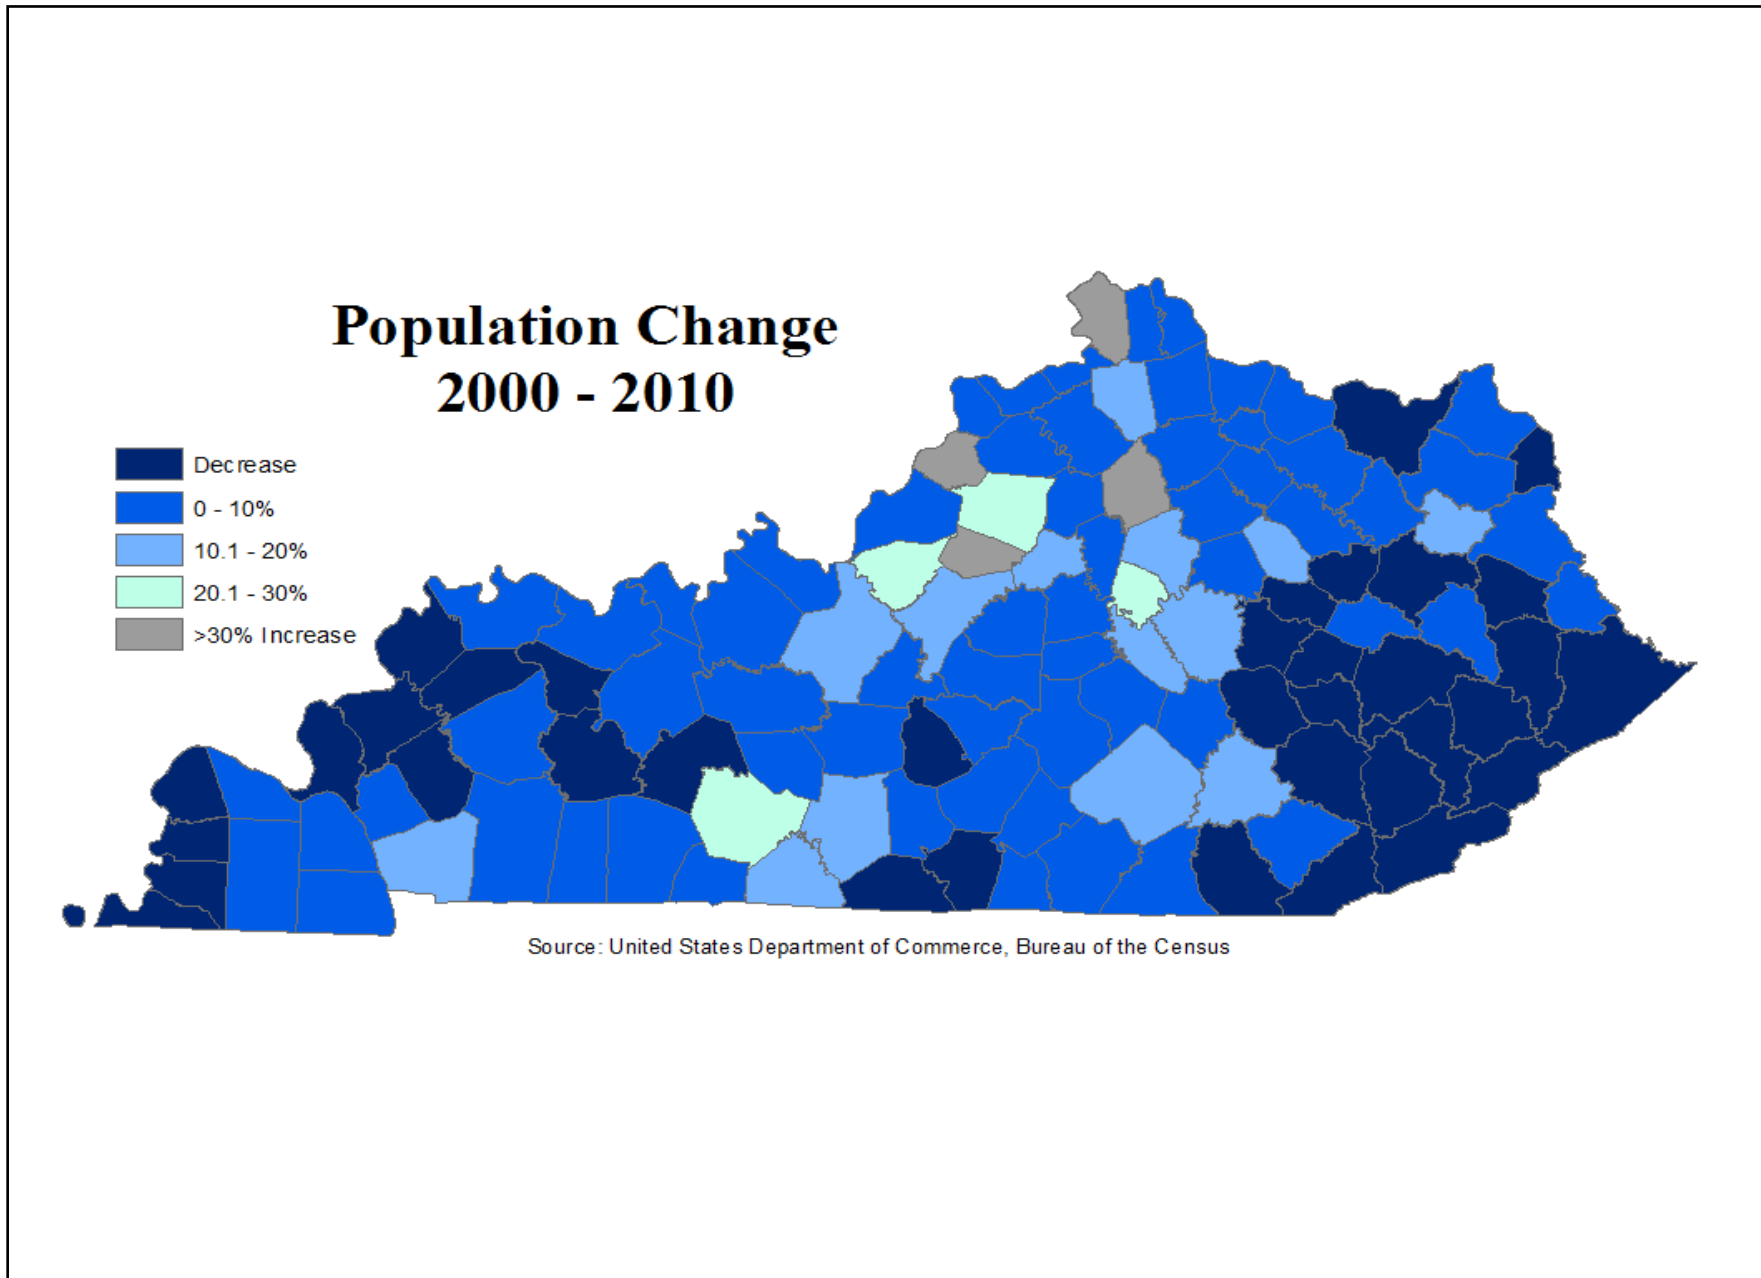 Population Change
2000 - 2010
Decrease
0 - 10%
10.1 - 20%
20.1 - 30%
>30% Increase
Source: United States Department of Commerce, Bureau of the Census